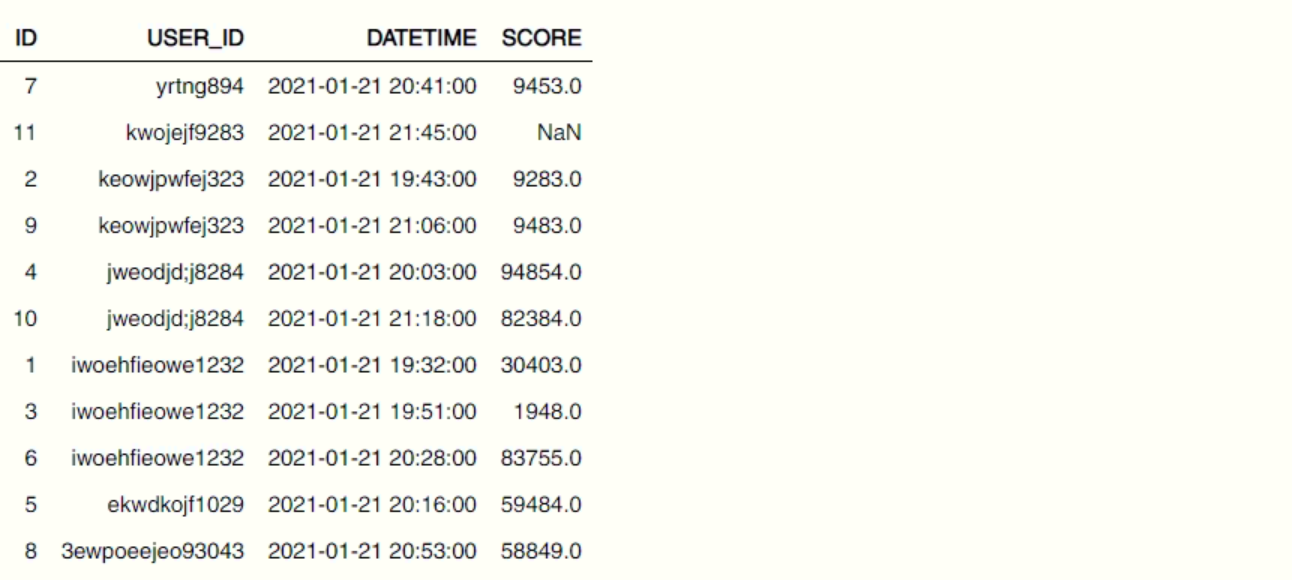 ID USER_ID DATETIME SCORE
7 yrtng894 2021-01-21 20:41:00 9453.0
11 kwojejf9283 2021-01-21 21:45:00 NaN
2 keowjpwfej323 2021-01-21 19:43:00 9283.0
9 keowjpwfej323 2021-01-21 21:06:00 9483.0
4 jweodjd;j8284 2021-01-21 20:03:00 94854.0
10 jweodjd;j8284 2021-01-21 21:18:00 82384.0
1 iwoehfieowe1232 2021-01-21 19:32:00 30403.0
3 iwoehfieowe1232 2021-01-21 19:51:00 1948.0
6 iwoehfieowe1232 2021-01-21 20:28:00 83755.0
5 ekwdkojf1029 2021-01-21 20:16:00 59484.0
8 3ewpoeejeo93043 2021-01-21 20:53:00 58849.0